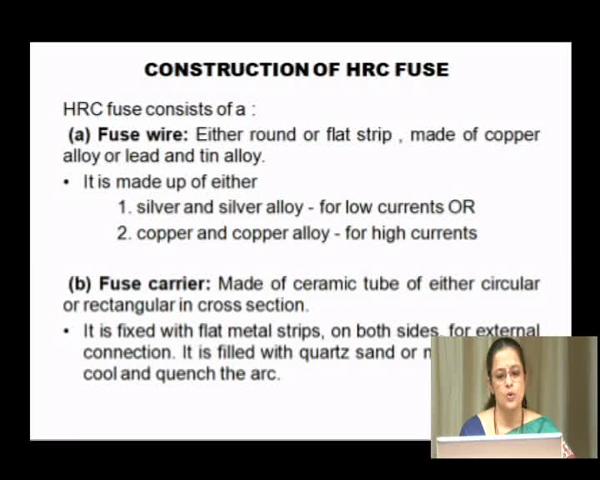 CONSTRUCTION OF HRC FUSE
HRC fuse consists of a :
(a) Fuse wire: Either round or flat strip , made of copper
alloy or lead and tin alloy.
• It is made up of either
1. silver and silver alloy - for low currents OR
2. copper and copper alloy - for high currents
(b) Fuse carrier: Made of ceramic tube of either circular
or rectangular in cross section.
• It is fixed with flat metal strips, on both sides, for external
connection. It is filled with quartz sand or
cool and quench the arc.